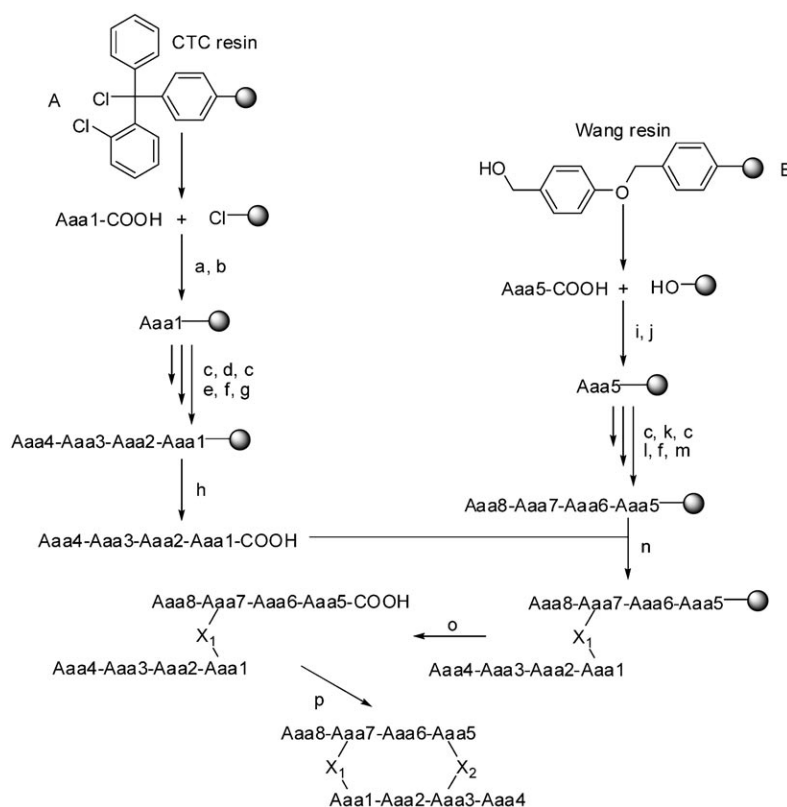 CTC resin
A
Cl
Cl
Wang resin
HO
O
E
Aaa1-COOH + Cl
a, b
Aaa5-COOH + HO
i, j
Aaa1
c, d, c
e, f, g
Aaa5
c, k, c
l, f, m
Aaa4-Aaa3-Aaa2-Aaa1
h
Aaa8-Aaa7-Aaa6-Aaa5
Aaa4-Aaa3-Aaa2-Aaa1-COOH
n
Aaa8-Aaa7-Aaa6-Aaa5-COOH
X1
Aaa4-Aaa3-Aaa2-Aaa1
o
Aaa8-Aaa7-Aaa6-Aaa5
X1
Aaa4-Aaa3-Aaa2-Aaa1
p
Aaa8-Aaa7-Aaa6-Aaa5
X1 X2
Aaa1-Aaa2-Aaa3-Aaa4